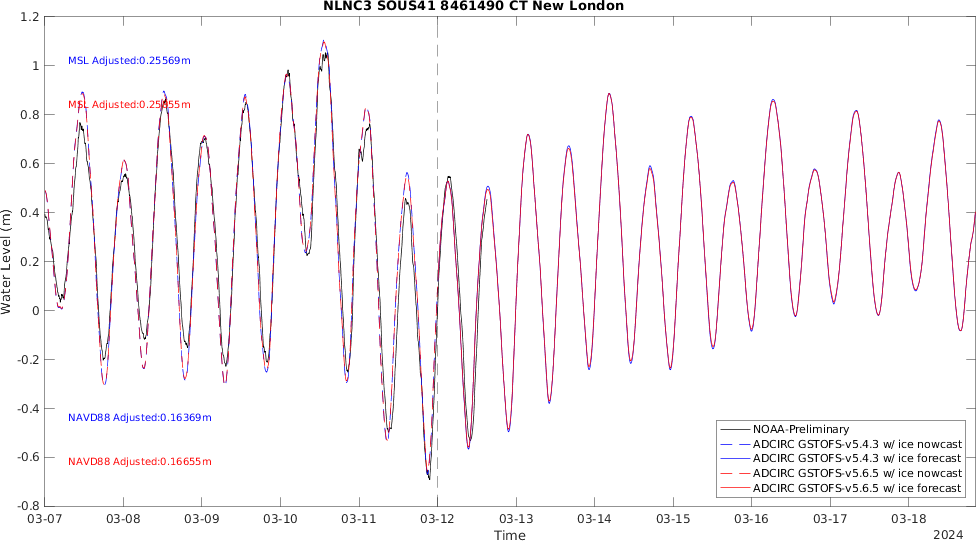 NLNC3 SOUS41 8461490 CT New London
1.2
1
0.8
0.6
0.4
0.2
0
-0.2
-0.4
-0.6
-0.8
Water Level (m)
MSL Adjusted:0.25569m
MSL Adjusted:0.25855m
NAVD88 Adjusted:0.16369m
NAVD88 Adjusted:0.16655m
NOAA-Preliminary
ADCIRC GSTOFS-v5.4.3 w/ ice nowcast
ADCIRC GSTOFS-v5.4.3 w/ ice forecast
ADCIRC GSTOFS-v5.6.5 w/ ice nowcast
ADCIRC GSTOFS-v5.6.5 w/ ice forecast
03-07 03-08 03-09 03-10 03-11 03-12 03-13 03-14 03-15 03-16 03-17 03-18
Time
2024